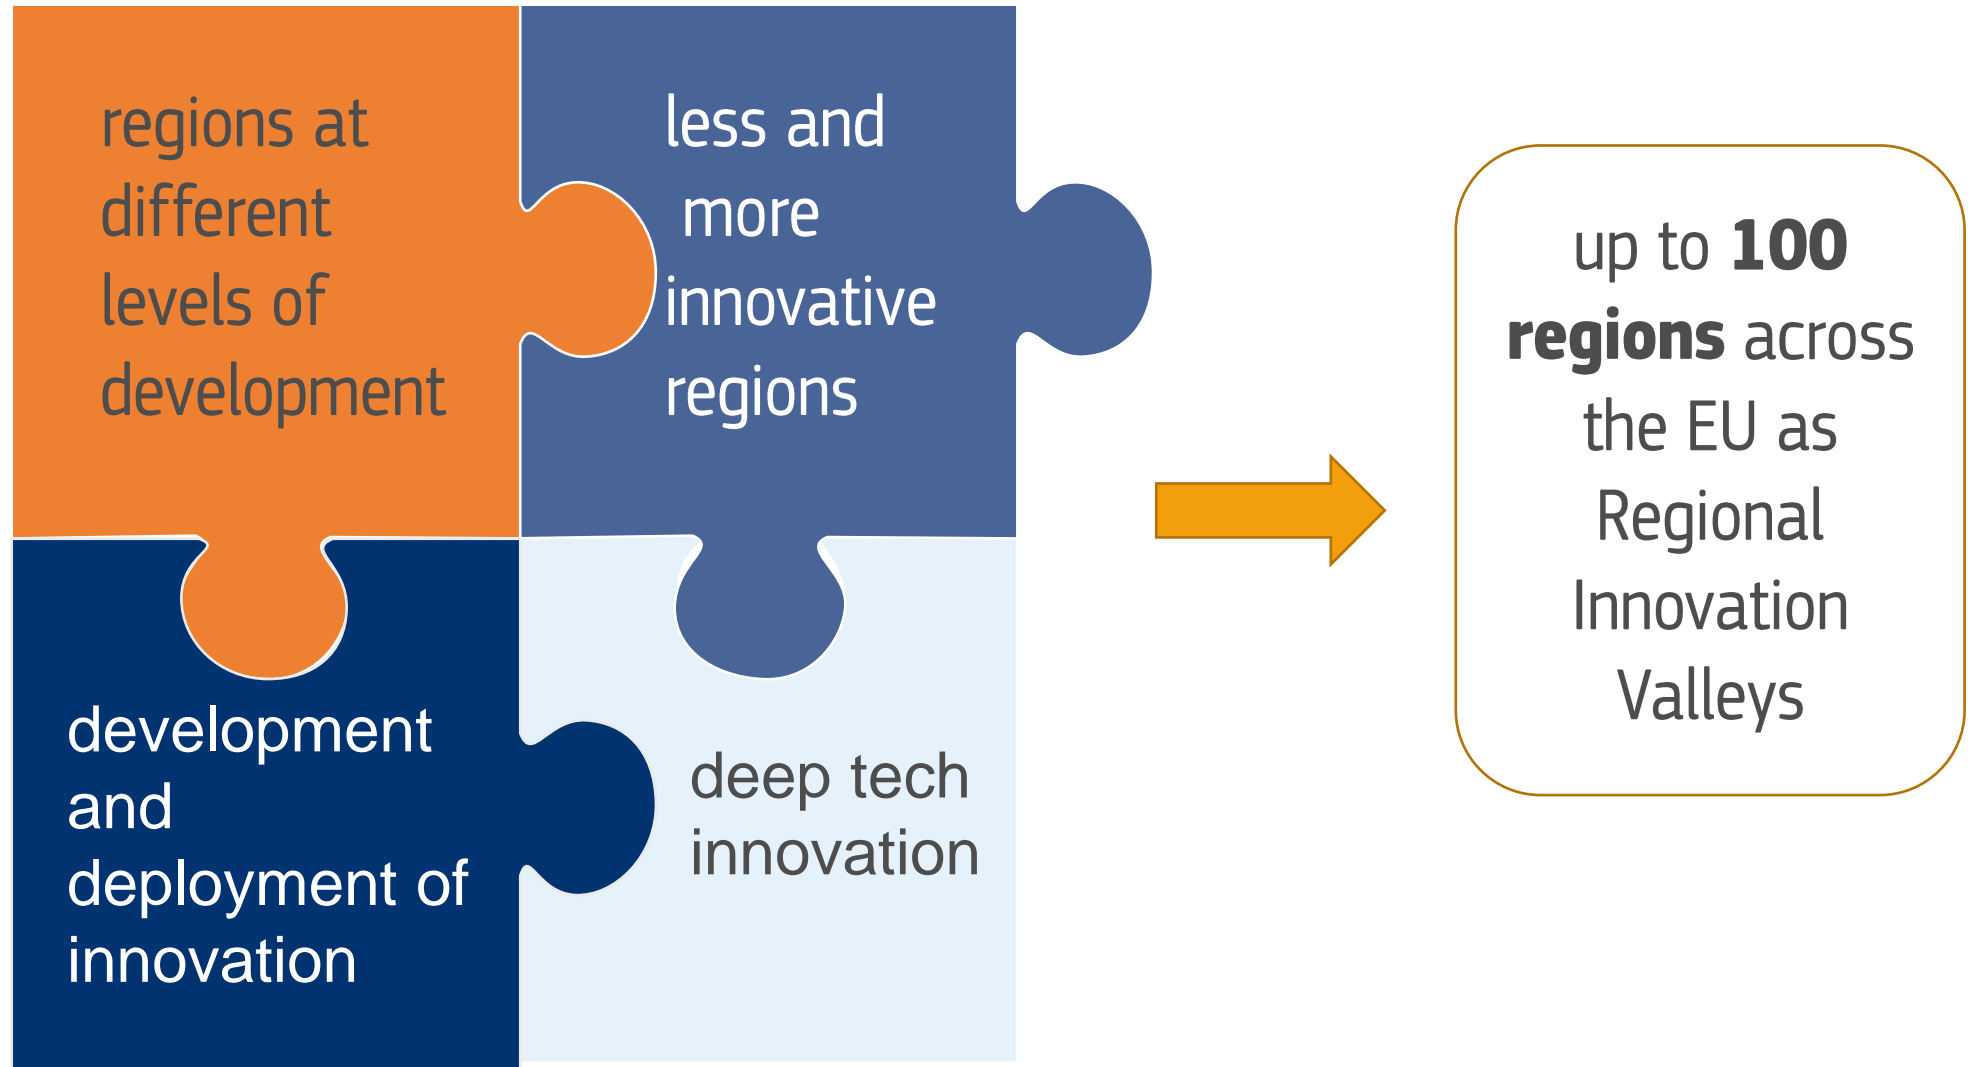 regions at
different
levels of
development
less and
more
innovative
regions
development
and
deployment of
innovation
deep tech
innovation
up to 100
regions across
the EU as
Regional
Innovation
Valleys